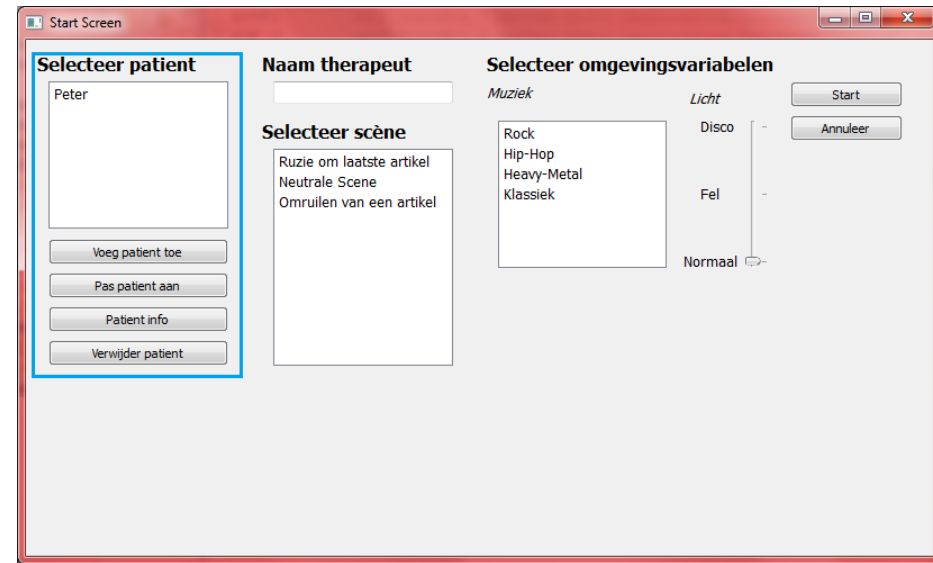 Start Screen
Selecteer patient
Peter
Voeg patient toe
Pas patient aan
Patient info
Verwijder patient
Naam therapeut
Selecteer scène
Ruzie om laatste artikel
Neutrale Scene
Omruilen van een artikel
Selecteer omgevingsvariabelen
Muziek
Rock
Hip-Hop
Heavy-Metal
Klassiek
Licht
Disco
Fel
Normaal
Start
Annuleer